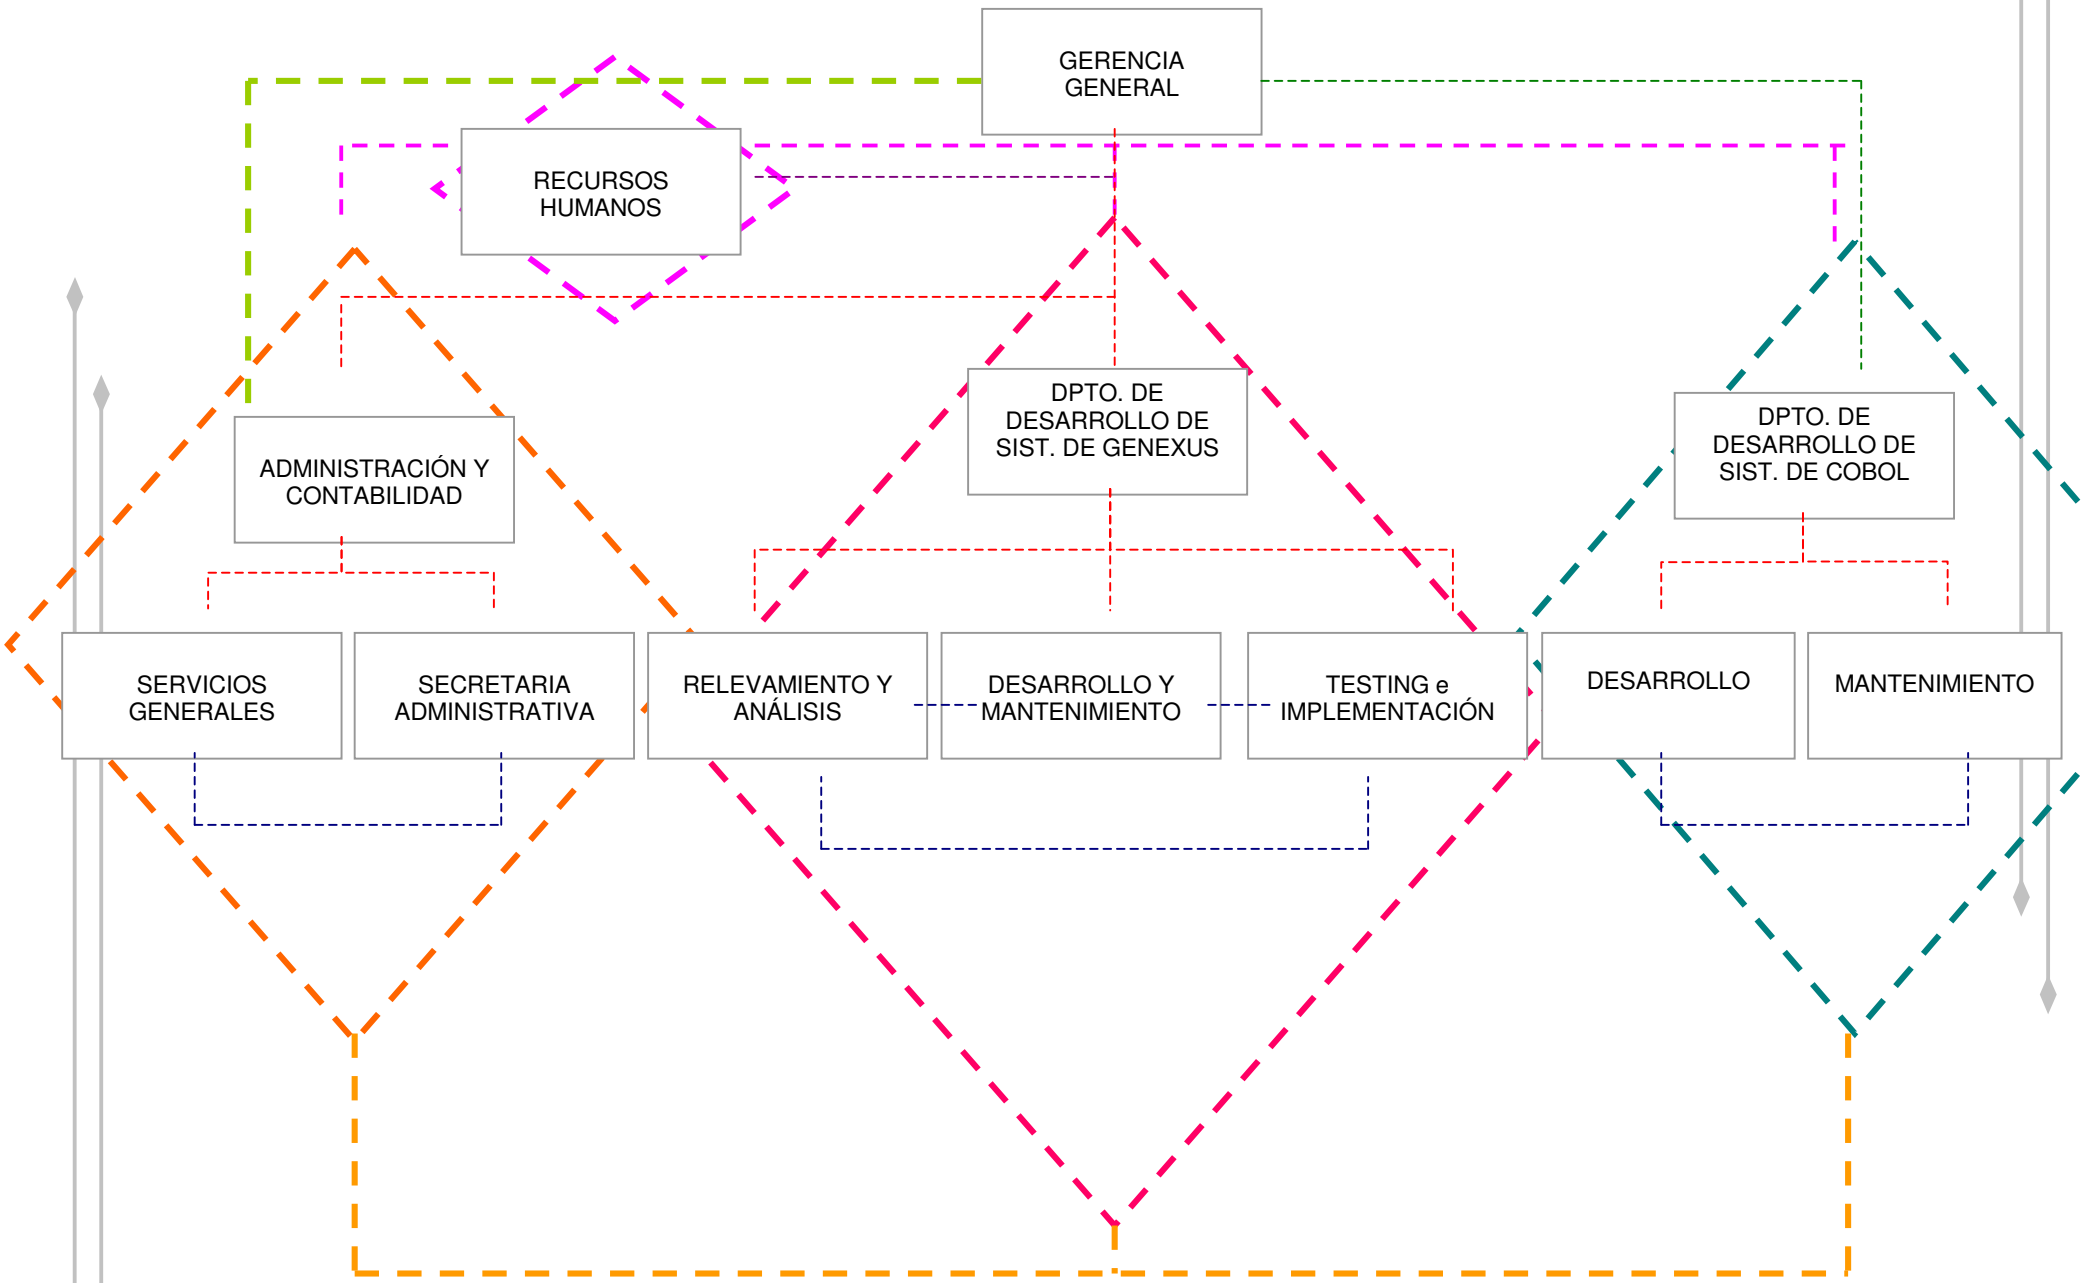 GERENCIA
GENERAL
RECURSOS
HUMANOS
DPTO. DE
DESARROLLO DE
SIST. DE GENEXUS
DPTO. DE
DESARROLLO DE
SIST. DE COBOL
ADMINISTRACIÓN Y
CONTABILIDAD
SERVICIOS
GENERALES
SECRETARIA
ADMINISTRATIVA
RELEVAMIENTO Y
ANÁLISIS
DESARROLLO Y
MANTENIMIENTO
TESTING e
IMPLEMENTACIÓN
DESARROLLO
MANTENIMIENTO